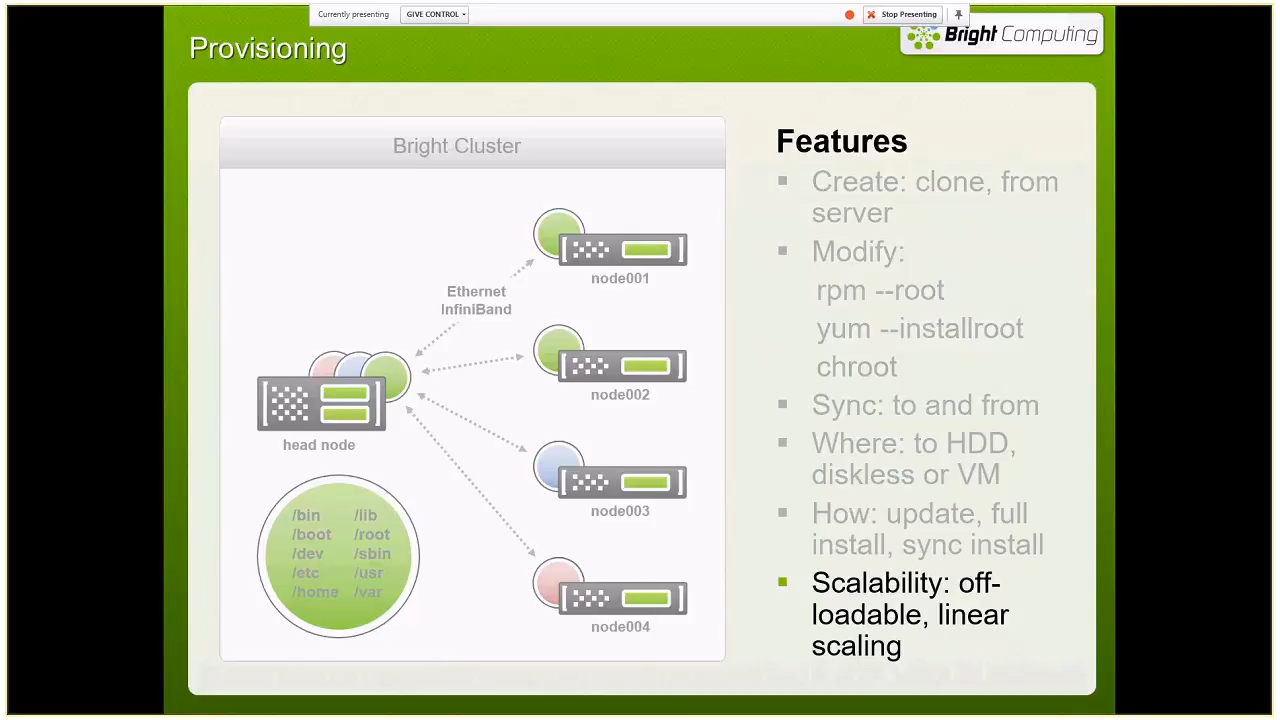 Currently presenting GIVE CONTROL Stop Presenting
Provisioning
Bright Computing
Bright Cluster
node001
Ethernet
InfiniBand
node002
head node
node003
/bin /lib
/boot /root
/dev /sbin
/etc /usr
/home /var
node004
Features
Create: clone, from
server
Modify:
rpm --root
yum --installroot
chroot
Sync: to and from
Where: to HDD,
diskless or VM
How: update, full
install, sync install
Scalability: off-
loadable, linear
scaling